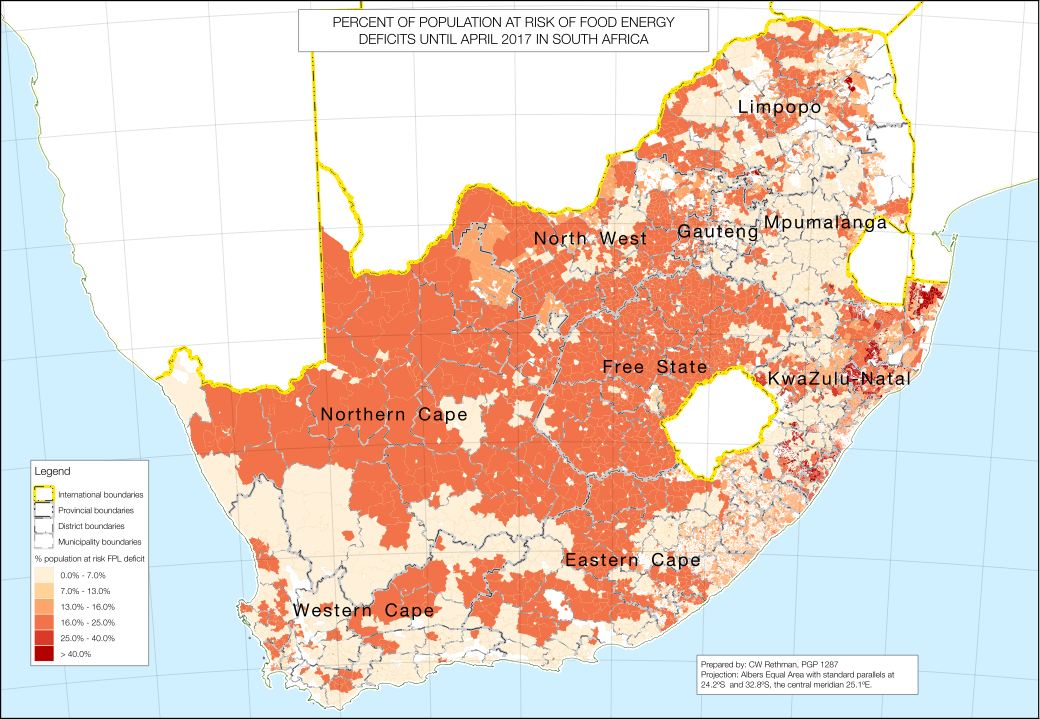 PERCENT OF POPULATION AT RISK OF FOOD ENERGY
DEFICITS UNTIL APRIL 2017 IN SOUTH AFRICA
Limpopo
Mpumalanga
Gauteng
North West
Free State
KwaZulu-Natal
Northern Cape
Eastern Cape
Western Cape
Legend
International boundaries
Provincial boundaries
District boundaries
Municipality boundaries
% population at risk FPL deficit
0.0% - 7.0%
7.0% - 13.0%
13.0% - 16.0%
16.0% - 25.0%
25.0% - 40.0%
> 40.0%
Prepared by: CW Rethman, PGP 1287
Projection: Albers Equal Area with standard parallels at
24.2ºS and 32.8ºS, the central meridian 25.1ºE.